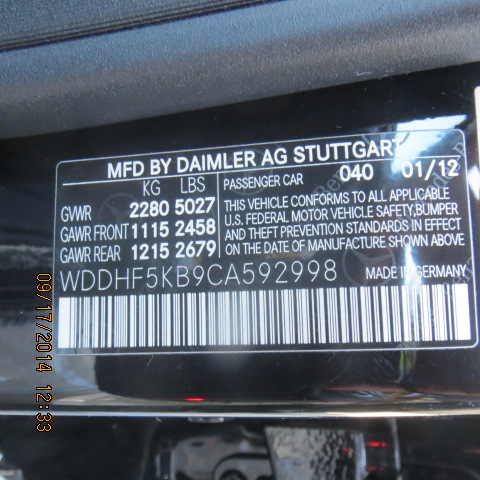 MFD BY DAIMLER AG STUTTGART
KG LBS PASSENGER CAR 040 01/12
GVWR 2280 5027
GAWR FRONT 1115 2458
GAWR REAR 1215 2679
THIS VEHICLE CONFORMS TO ALL APPLICABLE
U.S. FEDERAL MOTOR VEHICLE SAFETY, BUMPER
AND THEFT PREVENTION STANDARDS IN EFFECT
ON THE DATE OF MANUFACTURE SHOWN ABOVE.
WDDHF5KB9CA592998 MADE IN GERMANY
09/17/2014 12:33